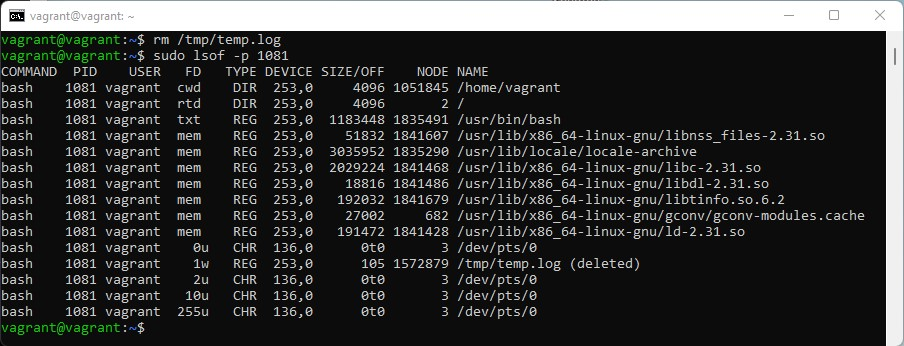 vagrant@vagrant: ~
vagrant@vagrant:~$ rm /tmp/temp.log
vagrant@vagrant:~$ sudo lsof -p 1081
COMMAND  PID    USER   FD   TYPE DEVICE SIZE/OFF    NODE NAME
bash    1081 vagrant  cwd    DIR  253,0     4096 1051845 /home/vagrant
bash    1081 vagrant  rtd    DIR  253,0     4096       2 /
bash    1081 vagrant  txt    REG  253,0  1183448 1835491 /usr/bin/bash
bash    1081 vagrant  mem    REG  253,0    51832 1841607 /usr/lib/x86_64-linux-gnu/libnss_files-2.31.so
bash    1081 vagrant  mem    REG  253,0  3035952 1835290 /usr/lib/locale/locale-archive
bash    1081 vagrant  mem    REG  253,0  2029224 1841468 /usr/lib/x86_64-linux-gnu/libc-2.31.so
bash    1081 vagrant  mem    REG  253,0    18816 1841486 /usr/lib/x86_64-linux-gnu/libdl-2.31.so
bash    1081 vagrant  mem    REG  253,0   192032 1841679 /usr/lib/x86_64-linux-gnu/libtinfo.so.6.2
bash    1081 vagrant  mem    REG  253,0    27002     682 /usr/lib/x86_64-linux-gnu/gconv/gconv-modules.cache
bash    1081 vagrant  mem    REG  253,0   191472 1841428 /usr/lib/x86_64-linux-gnu/ld-2.31.so
bash    1081 vagrant    0u   CHR  136,0      0t0       3 /dev/pts/0
bash    1081 vagrant    1w   REG  253,0      105 1572879 /tmp/temp.log (deleted)
bash    1081 vagrant    2u   CHR  136,0      0t0       3 /dev/pts/0
bash    1081 vagrant   10u   CHR  136,0      0t0       3 /dev/pts/0
bash    1081 vagrant  255u   CHR  136,0      0t0       3 /dev/pts/0
vagrant@vagrant:~$